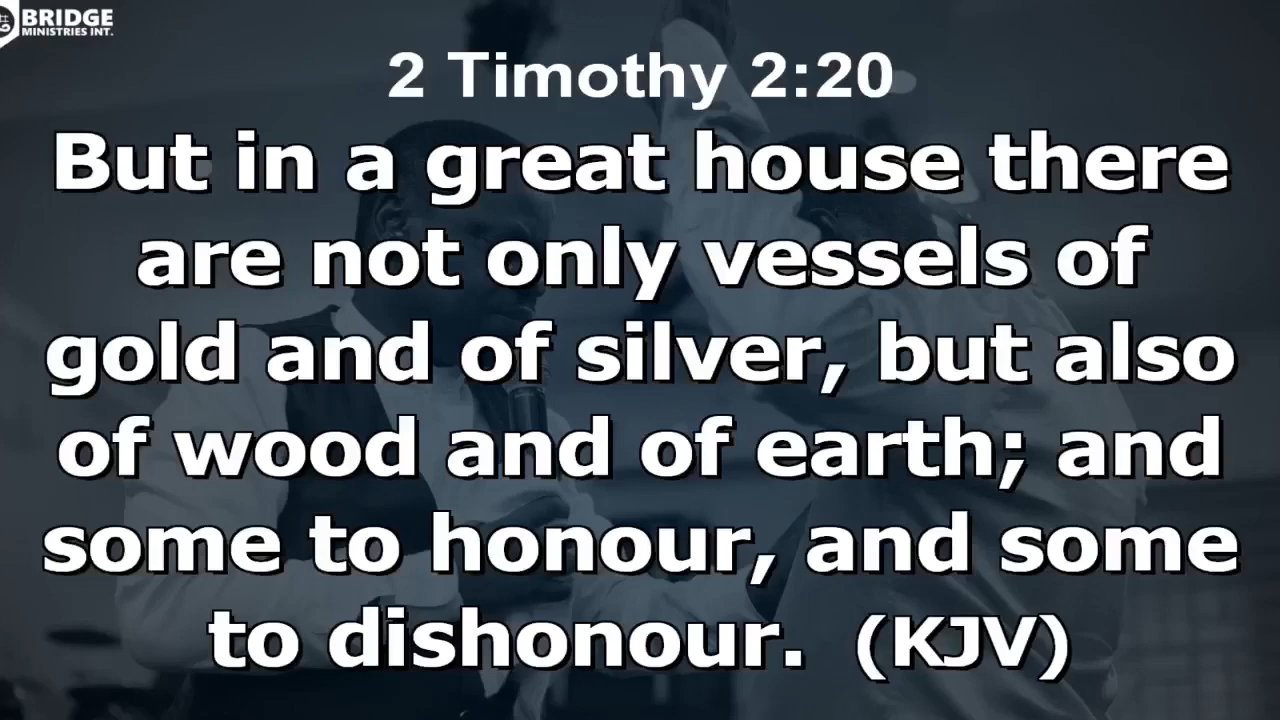 BRIDGE
MINISTRIES INT.
2 Timothy 2:20
But in a great house there
are not only vessels of
gold and of silver, but also
of wood and of earth; and
some to honour, and some
to dishonour. (KJV)